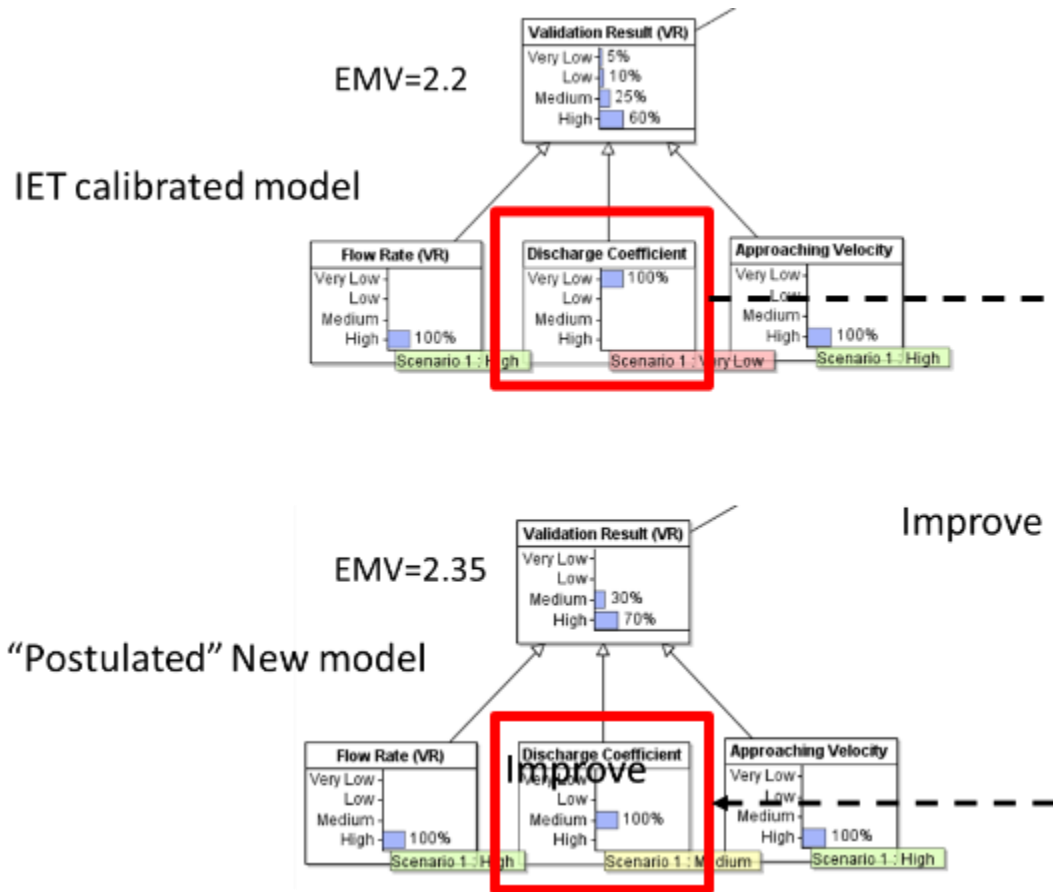 Validation Result (VR)
Very Low 5%
Low 10%
Medium 25%
High 60%
EMV=2.2
IET calibrated model
Flow Rate (VR)
Very Low
Low
Medium
High 100%
Scenario 1 : High
Discharge Coefficient
Very Low 100%
Low
Medium
High
Scenario 1 : Very Low
Approaching Velocity
Very Low
Low
Medium
High 100%
Scenario 1 : High
Improve
Validation Result (VR)
Very Low
Low
Medium 30%
High 70%
EMV=2.35
“Postulated” New model
Flow Rate (VR)
Very Low
Low
Medium
High 100%
Scenario 1 : High
Discharge Coefficient
Improve
Very Low
Low
Medium 100%
High
Scenario 1 : Medium
Approaching Velocity
Very Low
Low
Medium
High 100%
Scenario 1 : High